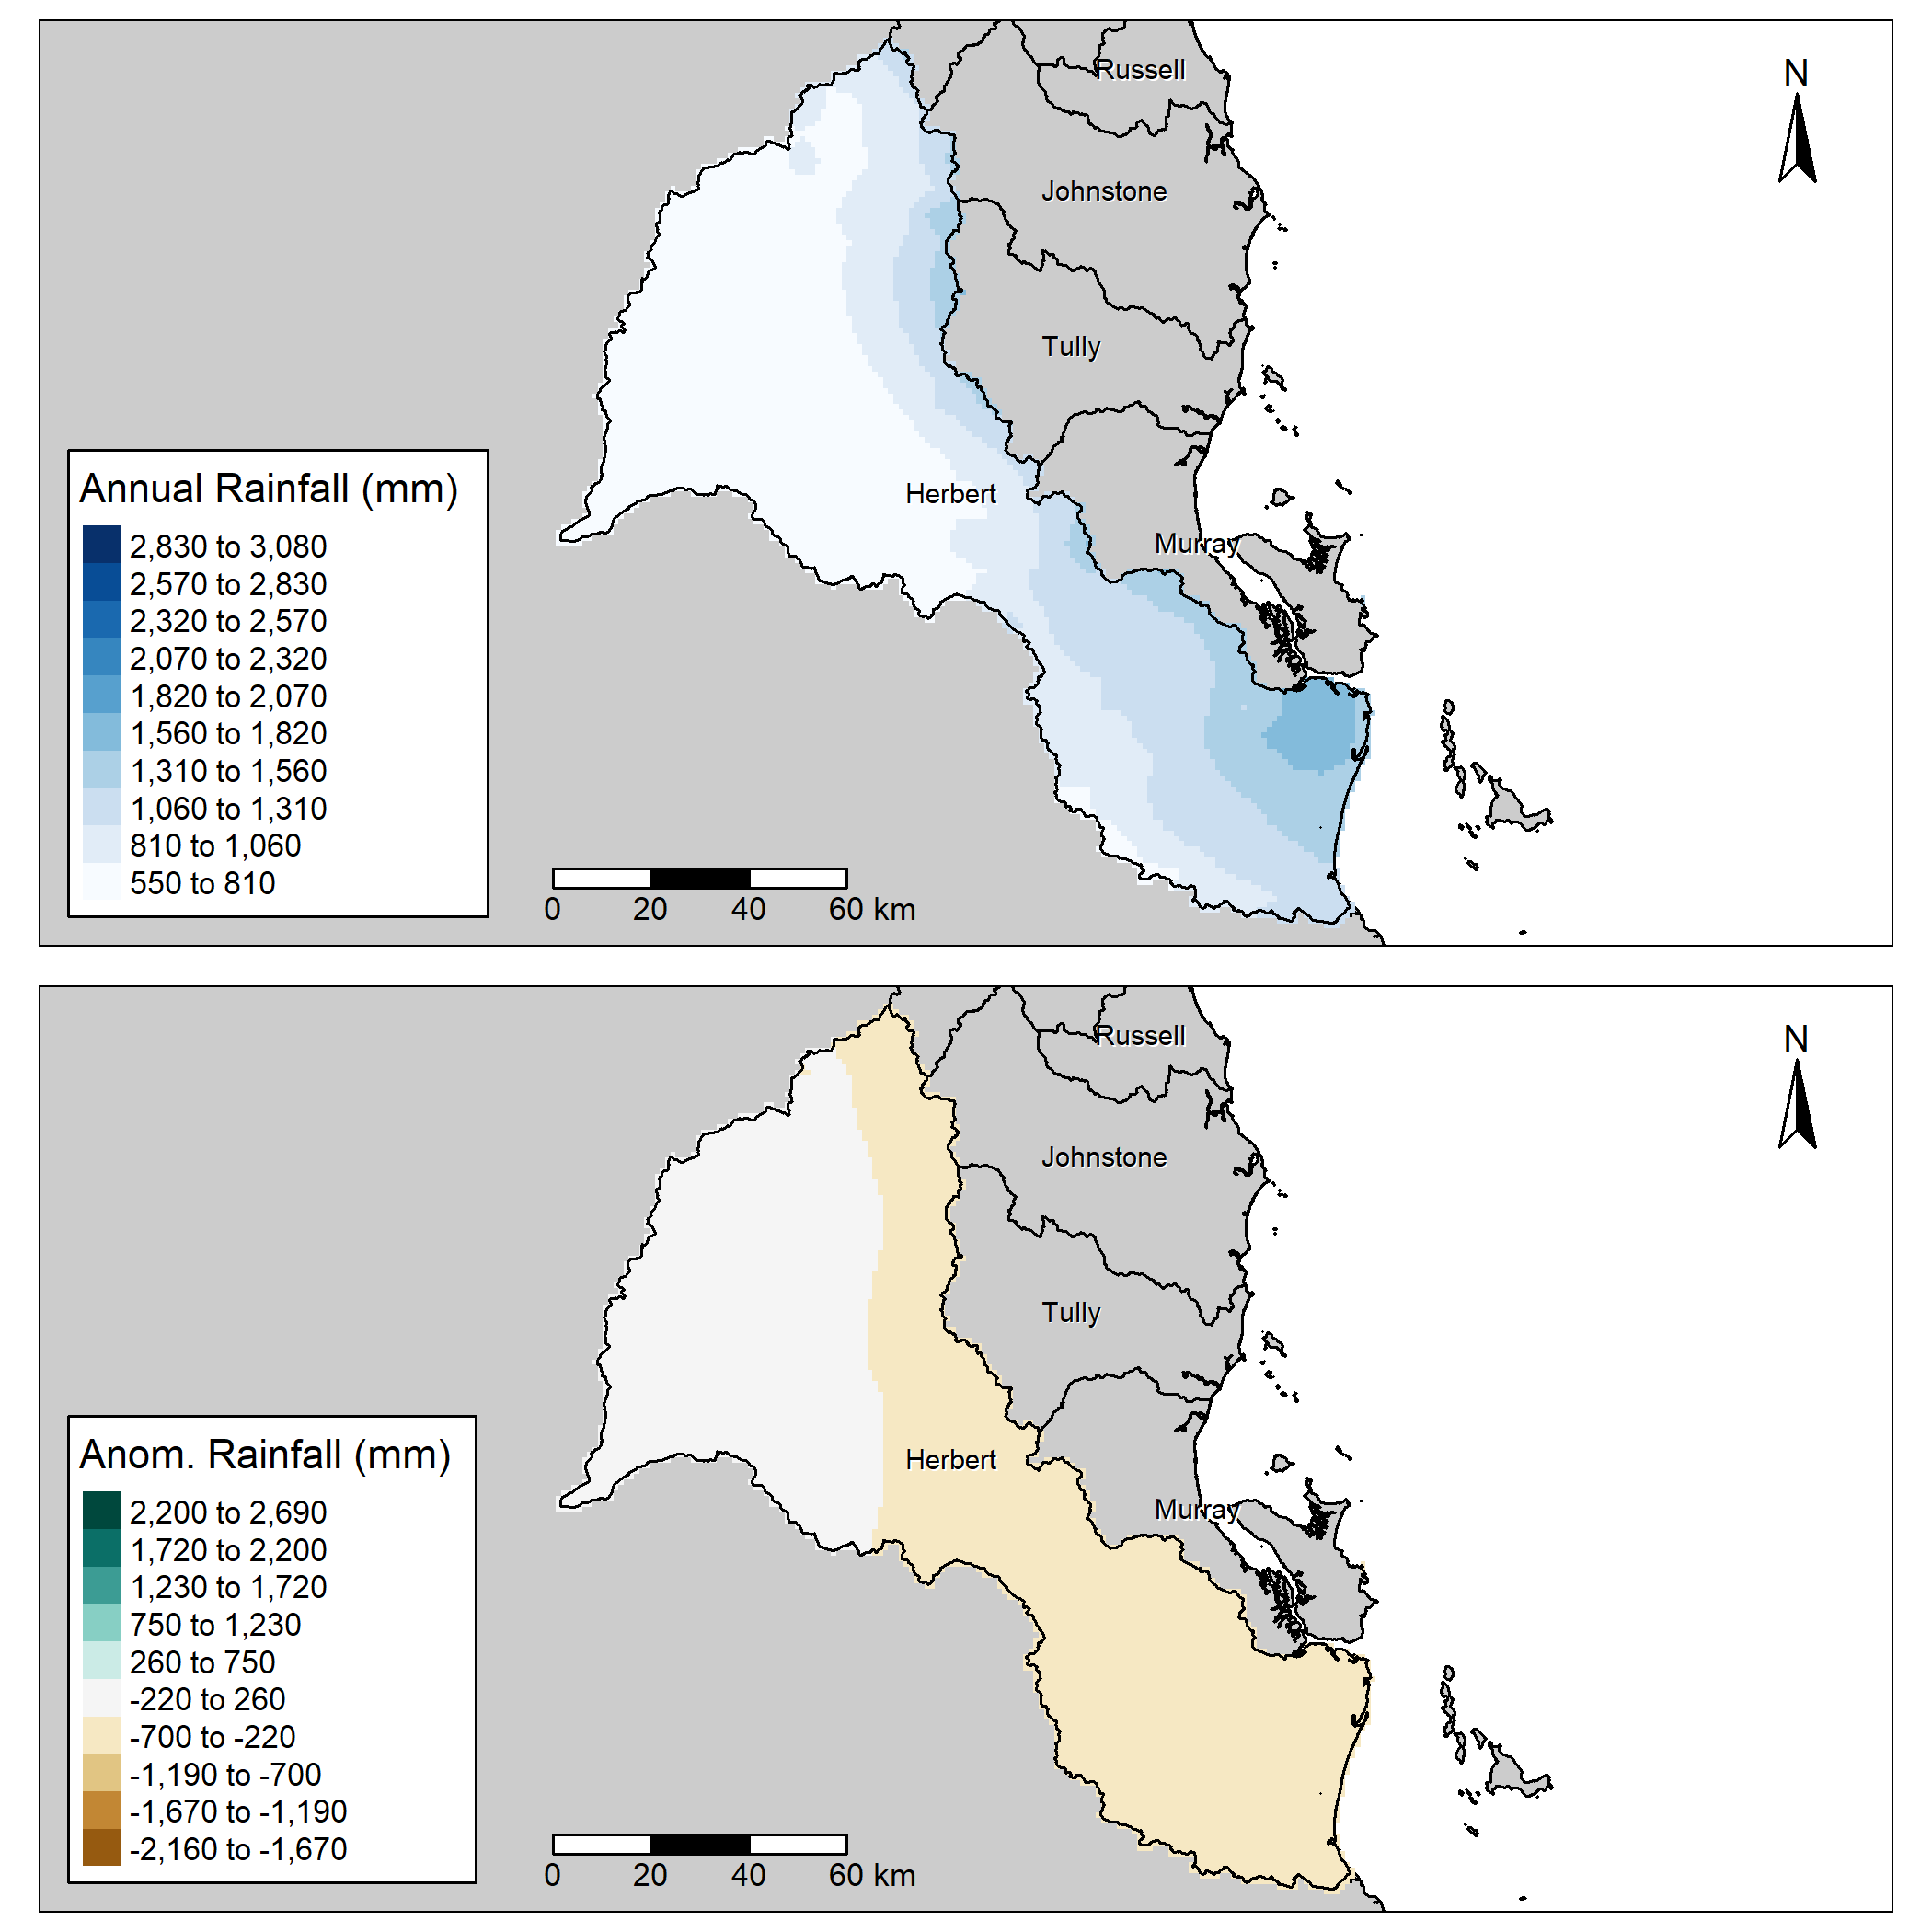 Russell
N
Johnstone
Tully
Herbert
Murray
Annual Rainfall (mm)
2,830 to 3,080
2,570 to 2,830
2,320 to 2,570
2,070 to 2,320
1,820 to 2,070
1,560 to 1,820
1,310 to 1,560
1,060 to 1,310
810 to 1,060
550 to 810
0 20 40 60 km
Russell
N
Johnstone
Tully
Herbert
Murray
Anom. Rainfall (mm)
2,200 to 2,690
1,720 to 2,200
1,230 to 1,720
750 to 1,230
260 to 750
-220 to 260
-700 to -220
-1,190 to -700
-1,670 to -1,190
-2,160 to -1,670
0 20 40 60 km